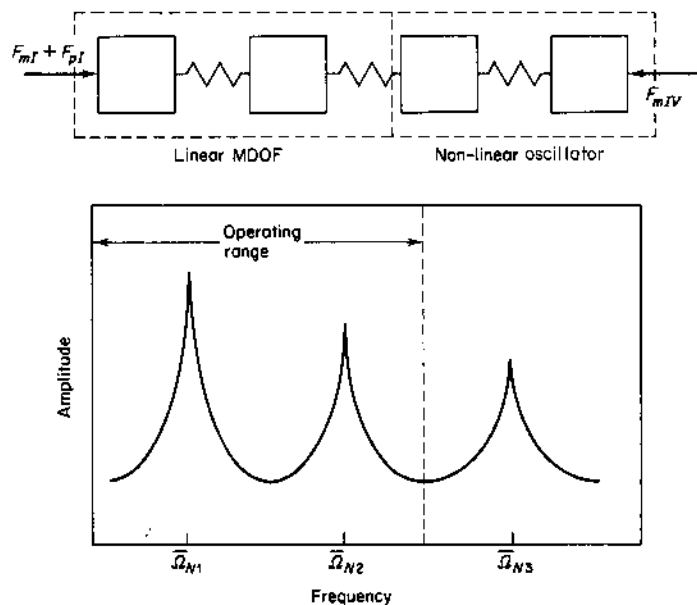 F_mI + F_pI
F_mIV
Linear MDOF
Non-linear oscillator
Operating
range
Amplitude
Ω̅_N1
Ω̅_N2
Ω̅_N3
Frequency